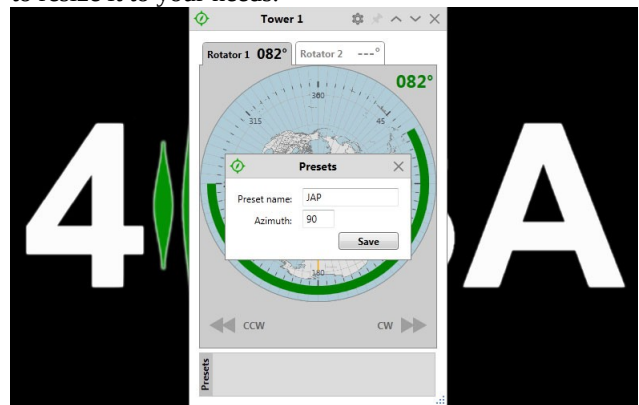 to resize it to your needs.
Tower 1
Rotator 1 082° Rotator 2 ---°
082°
360
315 45
Presets
Preset name: JAP
Azimuth: 90
Save
180
CCW CW
Presets
4 A